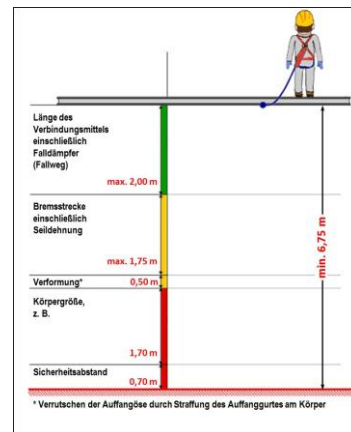 Länge des
Verbindungsmittels
einschließlich
Falldämpfer
(Fallweg)
max. 2,00 m
Bremsstrecke
einschließlich
Seildehnung
max. 1,75 m
Verformung*
0,50 m
Körpergröße,
z. B.
1,70 m
Sicherheitsabstand
0,70 m
min. 6,75 m
* Verrutschen der Auffangöse durch Straffung des Auffanggurtes am Körper